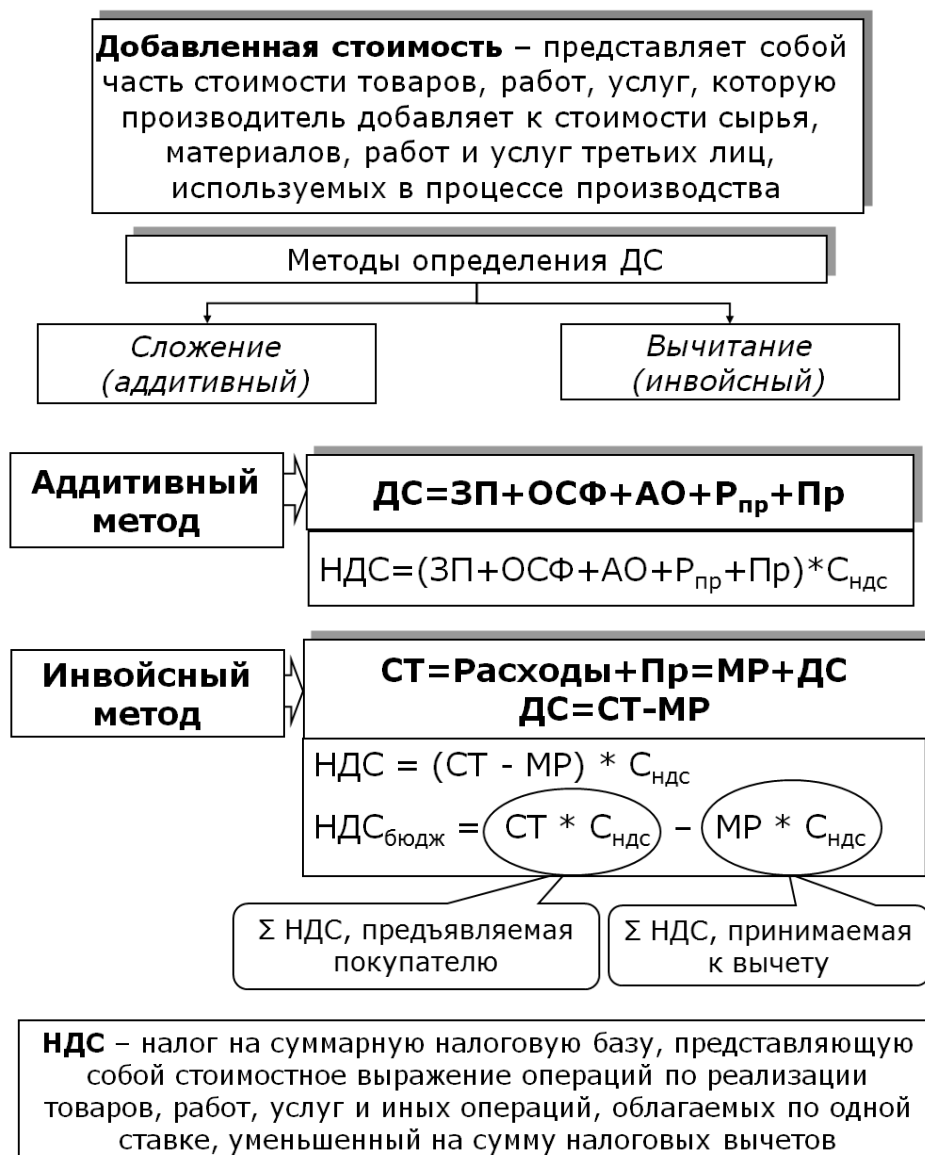 Добавленная стоимость – представляет собой
часть стоимости товаров, работ, услуг, которую
производитель добавляет к стоимости сырья,
материалов, работ и услуг третьих лиц,
используемых в процессе производства
Методы определения ДС
Сложение
(аддитивный)
Вычитание
(инвойсный)
Аддитивный
метод
ДС=ЗП+ОСФ+АО+Рпр+Пр
НДС=(ЗП+ОСФ+АО+Рпр+Пр)*Сндс
Инвойсный
метод
СТ=Расходы+Пр=МР+ДС
ДС=СТ-МР
НДС = (СТ - МР) * Сндс
НДСбюдж = СТ * Сндс – МР * Сндс
Σ НДС, предъявляемая
покупателю
Σ НДС, принимаемая
к вычету
НДС – налог на суммарную налоговую базу, представляющую
собой стоимостное выражение операций по реализации
товаров, работ, услуг и иных операций, облагаемых по одной
ставке, уменьшенный на сумму налоговых вычетов